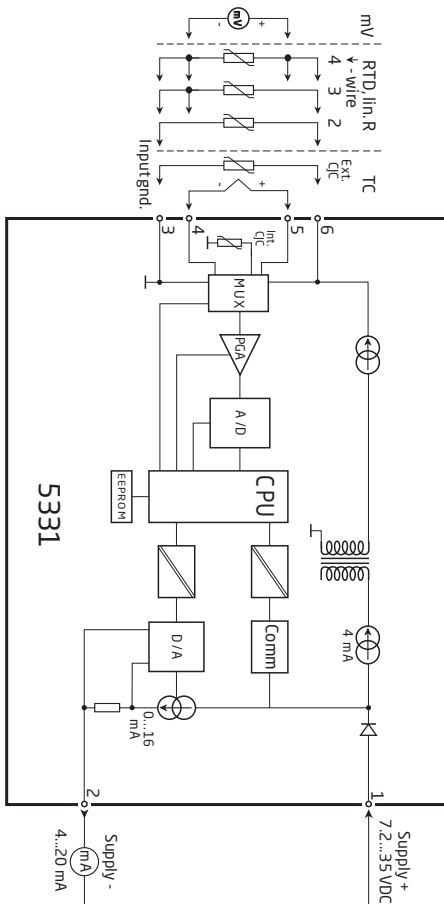 mV
- mV +
RTD, lin. R
- wire
4
3
2
TC
Ext.
CJC
- +
Input gnd.
3
4
5
6
Int.
CJC
MUX
PGA
A/D
CPU
EEPROM
5331
D/A
Comm
4 mA
0...16
mA
1
2
Supply +
7.2...35 VDC
Supply -
mA
4...20 mA